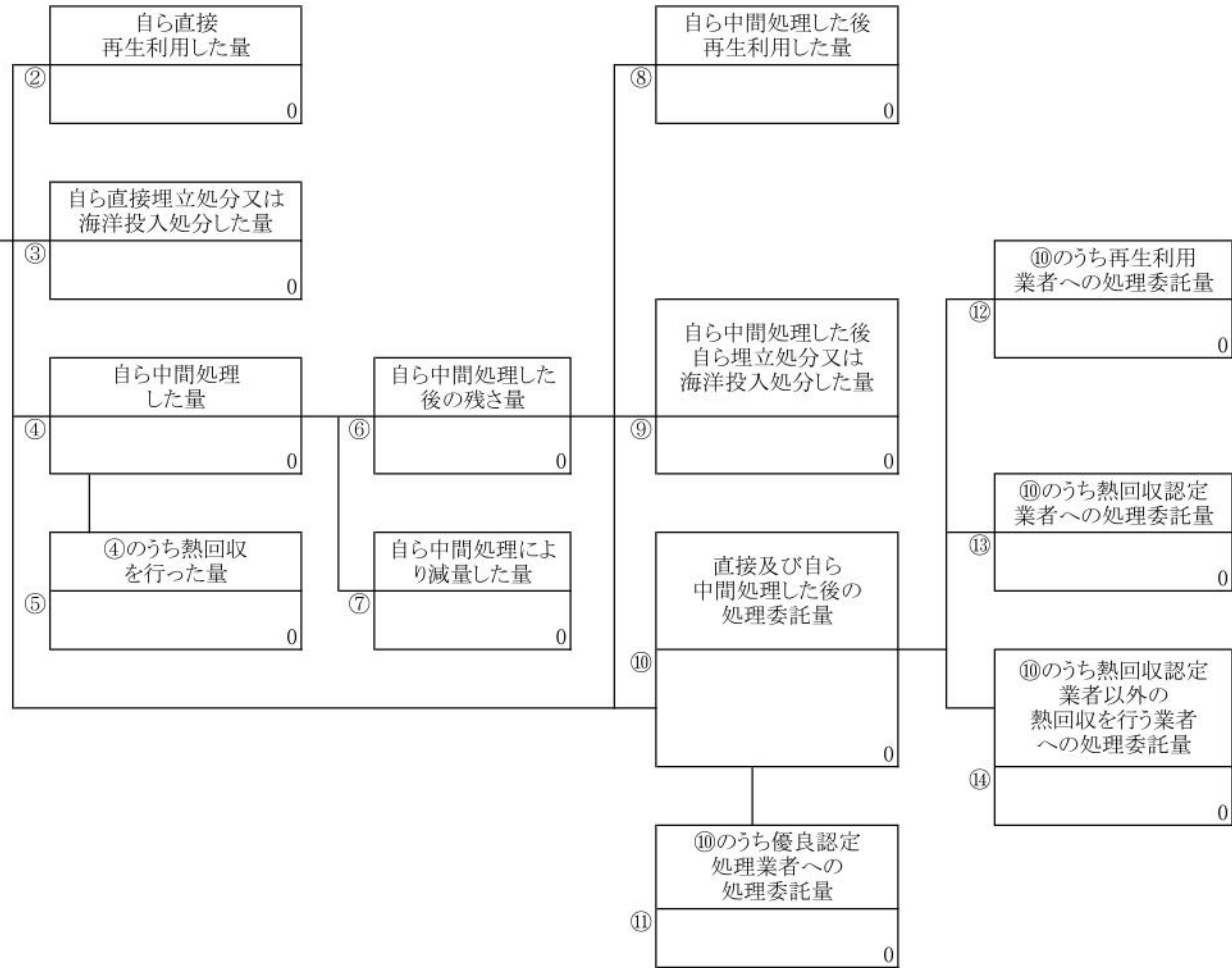 自ら直接
再生利用した量
②
0
自ら中間処理した後
再生利用した量
⑧
0
自ら直接埋立処分又は
海洋投入処分した量
③
0
⑩のうち再生利用
業者への処理委託量
⑫
0
自ら中間処理
した量
④
0
自ら中間処理した
後の残さ量
⑥
0
自ら中間処理した後
自ら埋立処分又は
海洋投入処分した量
⑨
0
⑩のうち熱回収認定
業者への処理委託量
⑬
0
④のうち熱回収
を行った量
⑤
0
自ら中間処理によ
り減量した量
⑦
0
直接及び自ら
中間処理した後の
処理委託量
⑩
0
⑩のうち熱回収認定
業者以外の
熱回収を行う業者
への処理委託量
⑭
0
⑩のうち優良認定
処理業者への
処理委託量
⑪
0